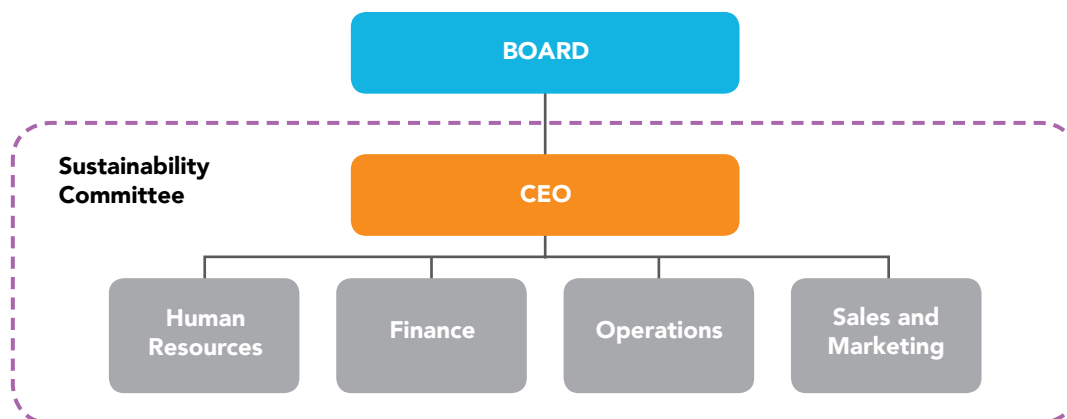 BOARD
Sustainability
Committee
CEO
Human
Resources
Finance
Operations
Sales and
Marketing